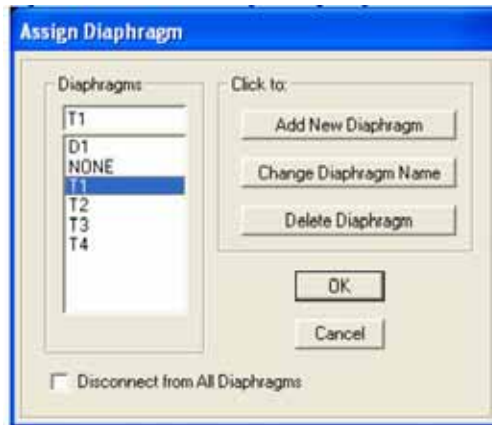 Assign Diaphragm
Diaphragms
T1
D1
NONE
T1
T2
T3
T4
Click to:
Add New Diaphragm
Change Diaphragm Name
Delete Diaphragm
OK
Cancel
Disconnect from All Diaphragms